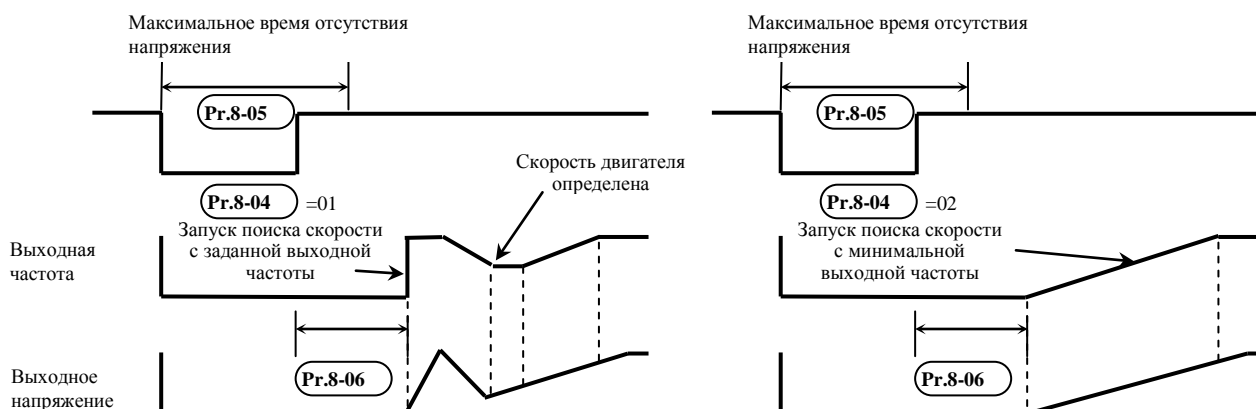 Максимальное время отсутствия
напряжения
Pr.8-05
Pr.8-04 =01
Скорость двигателя
определена
Запуск поиска скорости
с заданной выходной
частоты
Выходная
частота
Pr.8-06
Выходное
напряжение
Максимальное время отсутствия
напряжения
Pr.8-05
Pr.8-04 =02
Запуск поиска скорости
с минимальной
выходной частоты
Pr.8-06